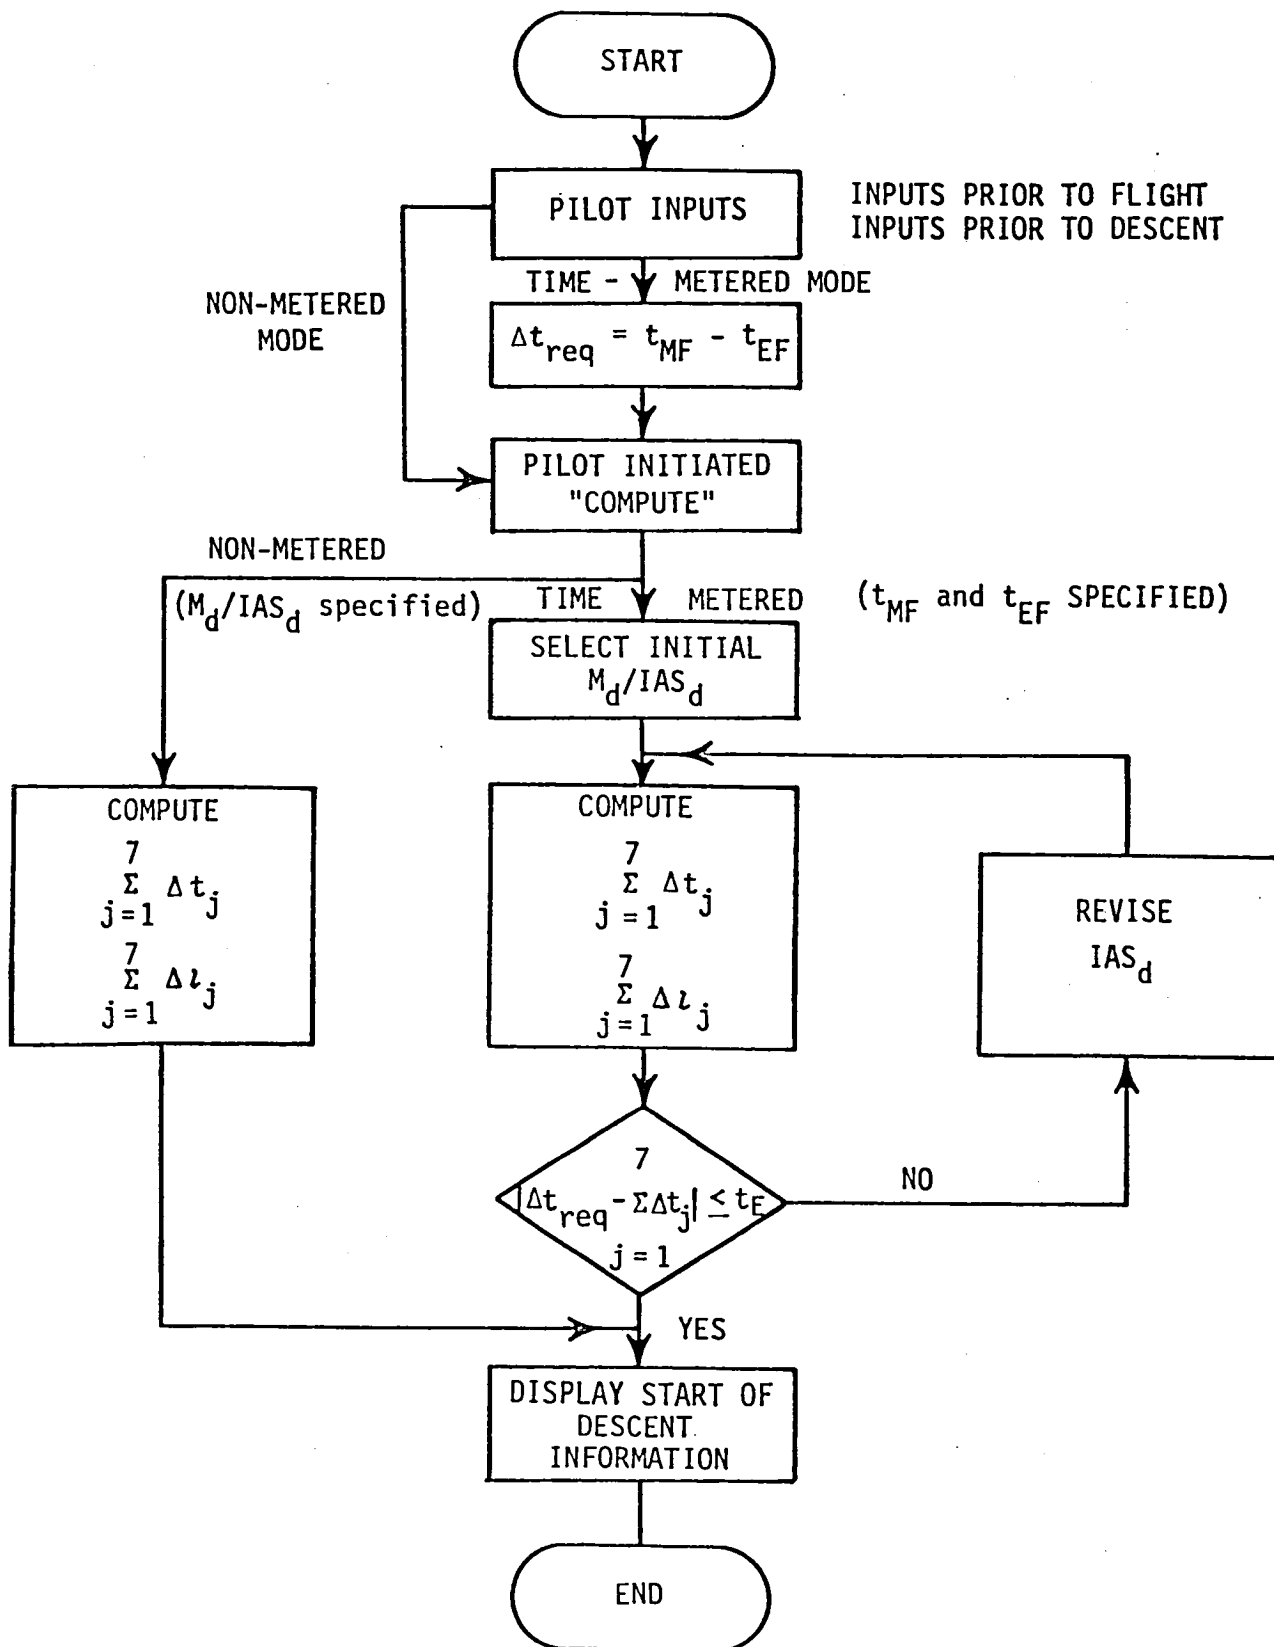 START
PILOT INPUTS
INPUTS PRIOR TO FLIGHT
INPUTS PRIOR TO DESCENT
TIME - METERED MODE
NON-METERED
MODE
Δt_req = t_MF - t_EF
PILOT INITIATED
"COMPUTE"
NON-METERED
(M_d/IAS_d specified)
TIME METERED (t_MF and t_EF SPECIFIED)
SELECT INITIAL
M_d/IAS_d
COMPUTE
7
Σ Δt_j
j=1
7
Σ Δl_j
j=1
COMPUTE
7
Σ Δt_j
j=1
7
Σ Δl_j
j=1
REVISE
IAS_d
7
|Δt_req - ΣΔt_j| ≤ t_E
j=1
NO
YES
DISPLAY START OF
DESCENT
INFORMATION
END